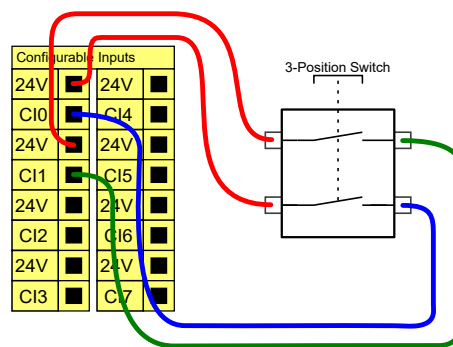 Configurable Inputs
3-Position Switch
24V 24V
CI0 CI4
24V 24V
CI1 CI5
24V 24V
CI2 CI6
24V 24V
CI3 CI7